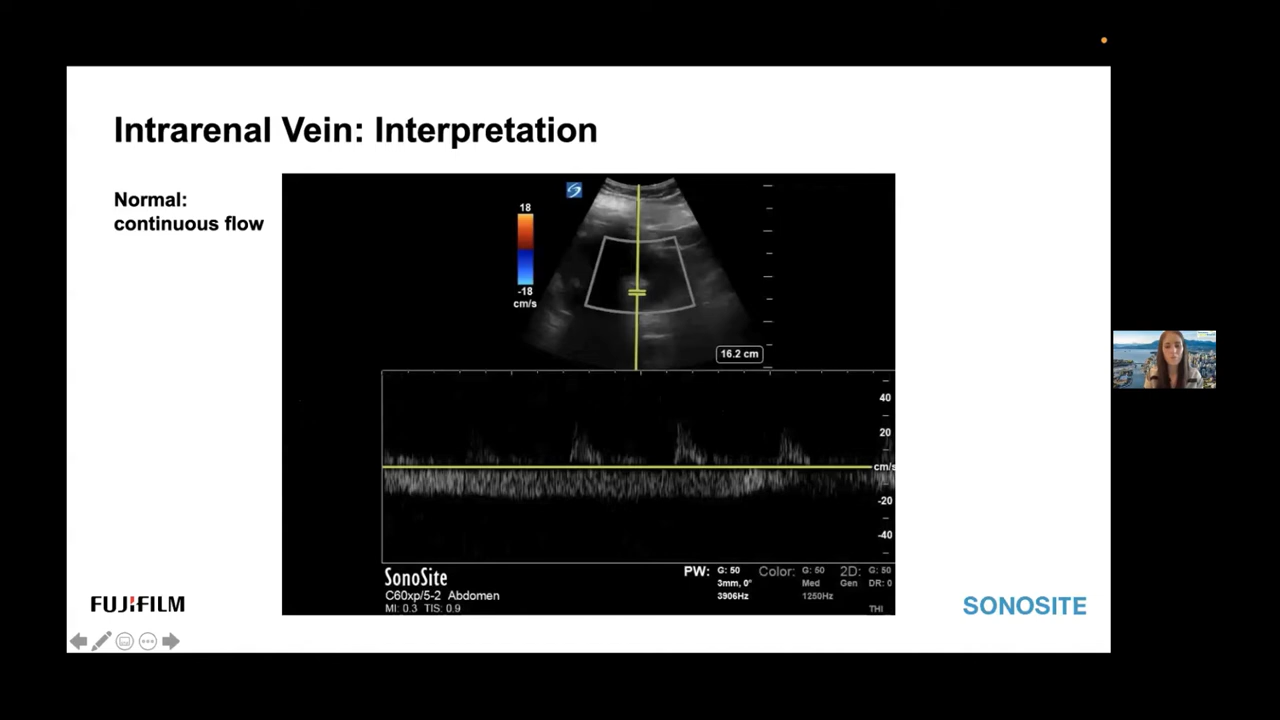 Intrarenal Vein: Interpretation
Normal:
continuous flow
18
-18
cm/s
16.2 cm
40
20
cm/s
-20
-40
SonoSite
C60xp/5-2 Abdomen
MI: 0.3 TIS: 0.9
PW: G: 50
3mm, 0°
3906Hz
Color: G: 50
Med
1250Hz
2D: G: 50
Gen DR: 0
THI
FUJIFILM
SONOSITE